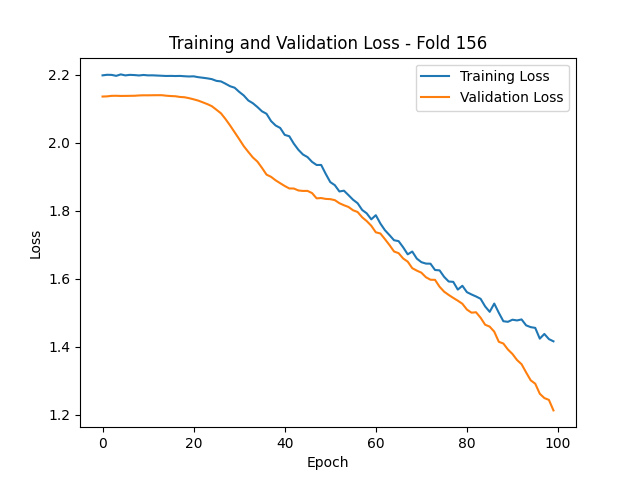 Training and Validation Loss - Fold 156
Training Loss
Validation Loss
Loss
2.2
2.0
1.8
1.6
1.4
1.2
0 20 40 60 80 100
Epoch